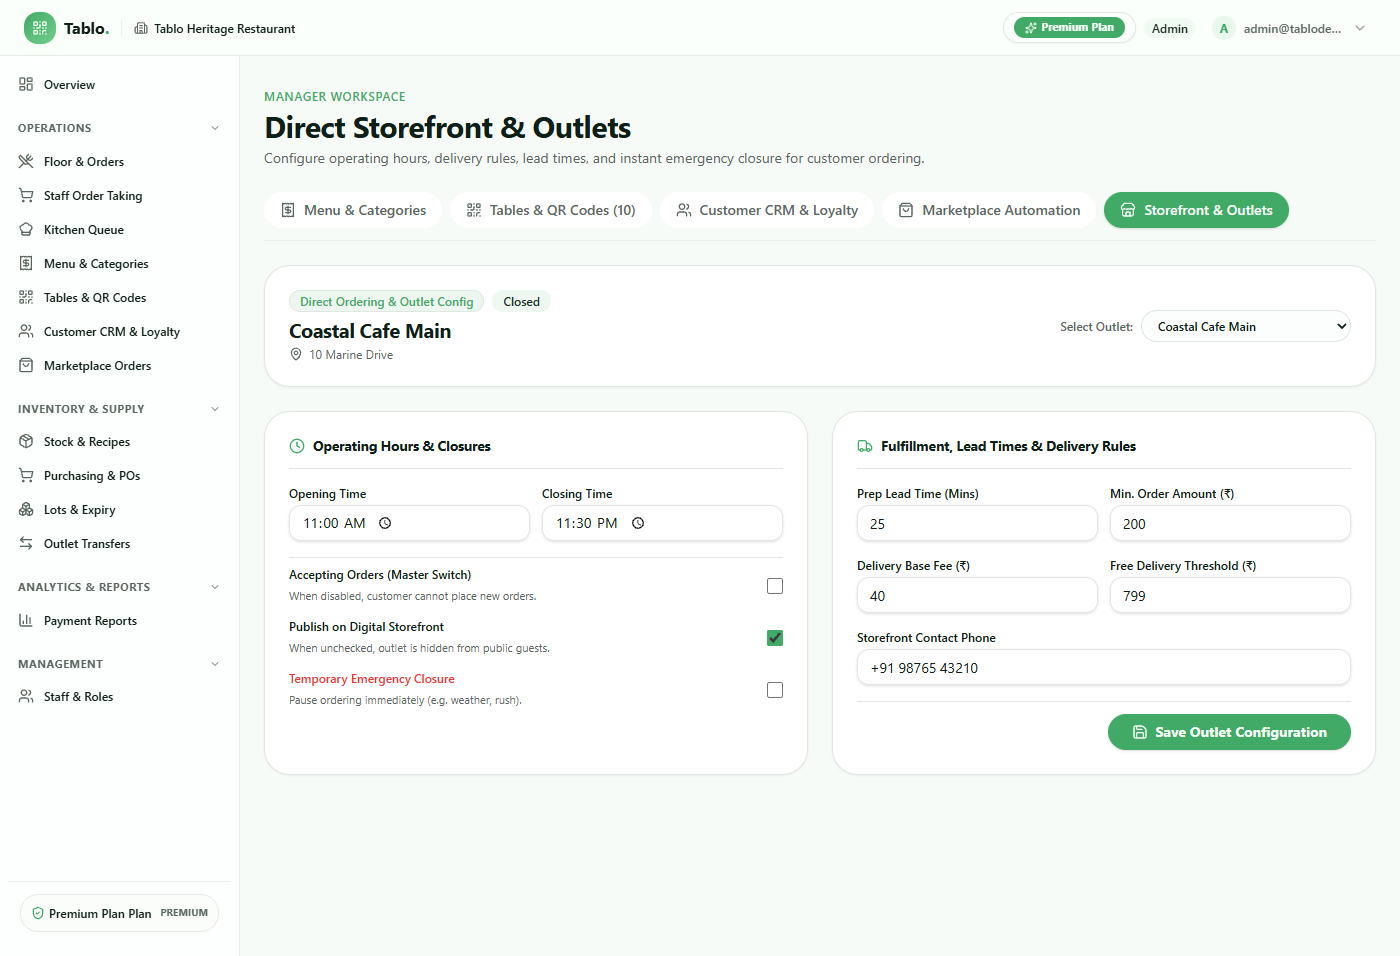 Tablo.
Tablo Heritage Restaurant
Premium Plan
Admin
A
admin@tablode...
Overview
OPERATIONS
Floor & Orders
Staff Order Taking
Kitchen Queue
Menu & Categories
Tables & QR Codes
Customer CRM & Loyalty
Marketplace Orders
INVENTORY & SUPPLY
Stock & Recipes
Purchasing & POs
Lots & Expiry
Outlet Transfers
ANALYTICS & REPORTS
Payment Reports
MANAGEMENT
Staff & Roles
Premium Plan Plan PREMIUM
MANAGER WORKSPACE
Direct Storefront & Outlets
Configure operating hours, delivery rules, lead times, and instant emergency closure for customer ordering.
Menu & Categories
Tables & QR Codes (10)
Customer CRM & Loyalty
Marketplace Automation
Storefront & Outlets
Direct Ordering & Outlet Config
Closed
Coastal Cafe Main
10 Marine Drive
Select Outlet:
Coastal Cafe Main
Operating Hours & Closures
Opening Time
11:00 AM
Closing Time
11:30 PM
Accepting Orders (Master Switch)
When disabled, customer cannot place new orders.
Publish on Digital Storefront
When unchecked, outlet is hidden from public guests.
Temporary Emergency Closure
Pause ordering immediately (e.g. weather, rush).
Fulfillment, Lead Times & Delivery Rules
Prep Lead Time (Mins)
25
Min. Order Amount (₹)
200
Delivery Base Fee (₹)
40
Free Delivery Threshold (₹)
799
Storefront Contact Phone
+91 98765 43210
Save Outlet Configuration